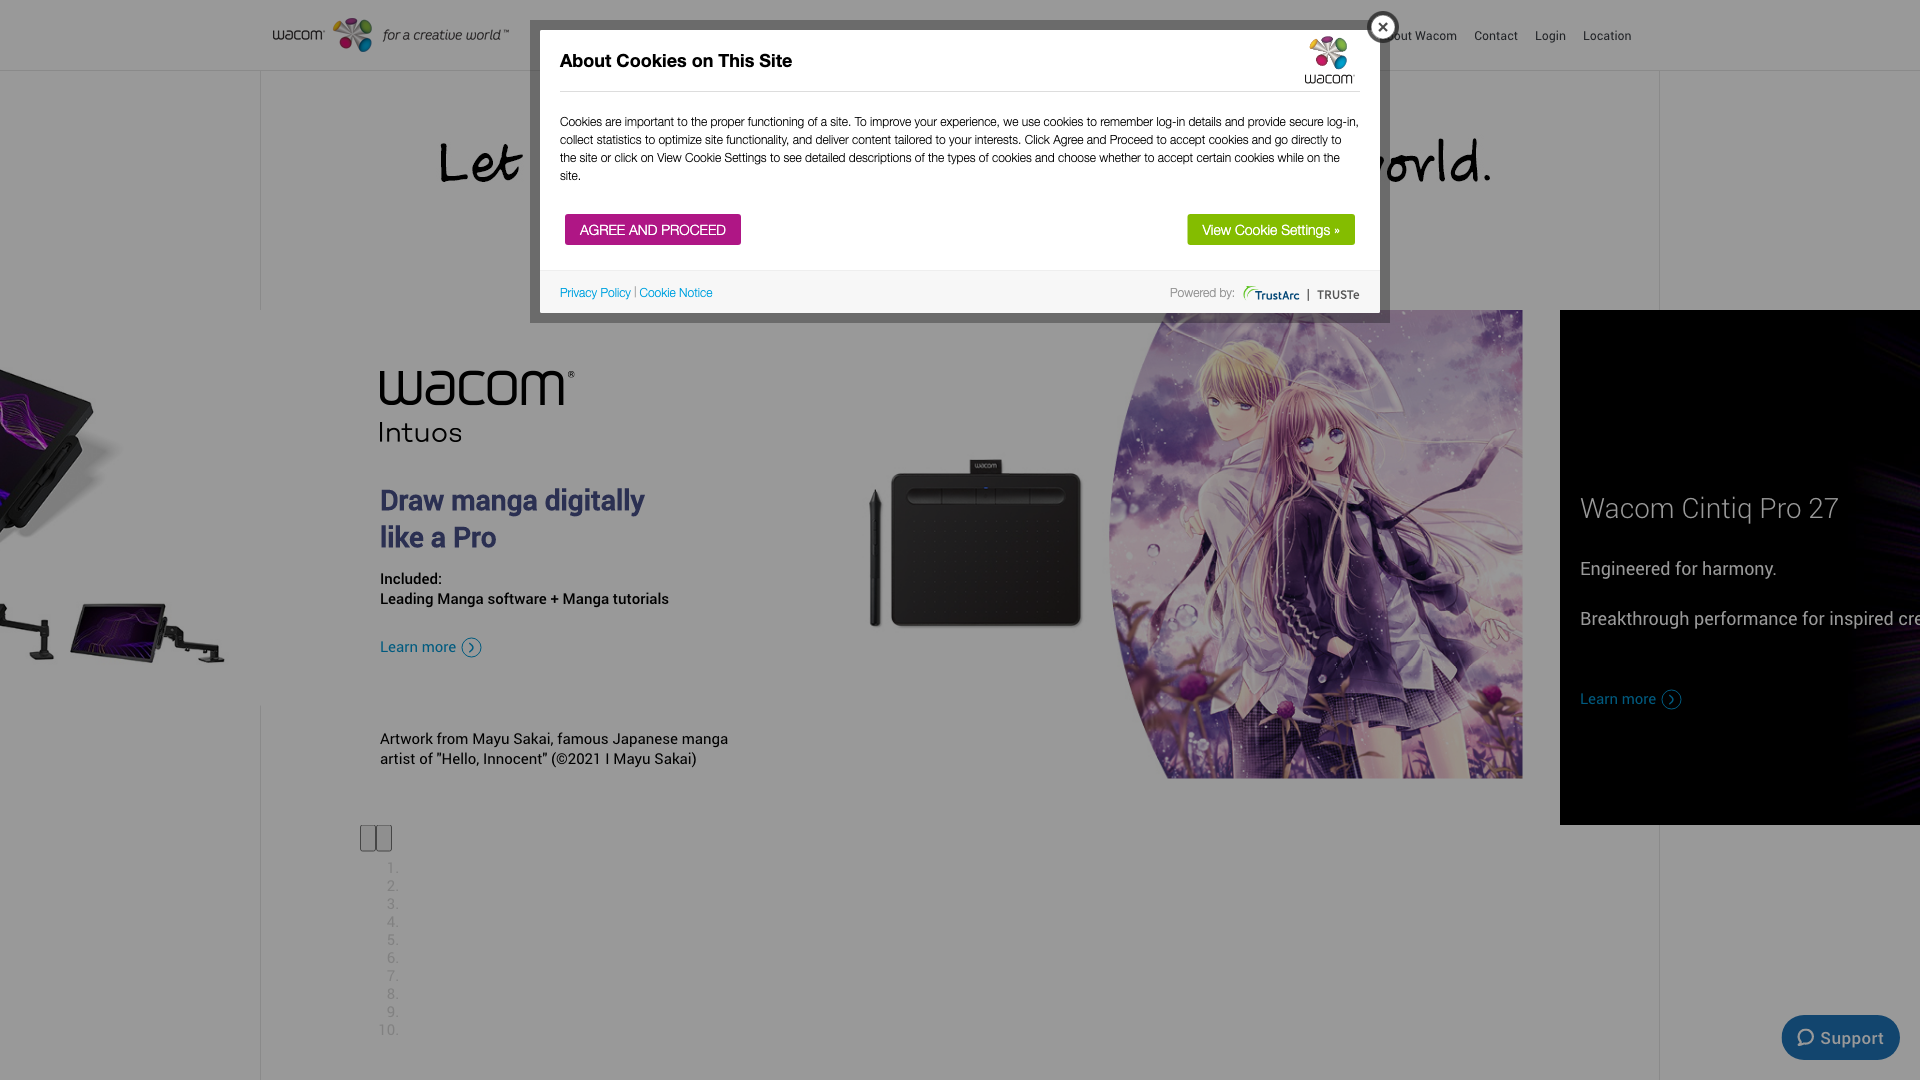 wacom® for a creative world™
out Wacom Contact Login Location
About Cookies on This Site
wacom®
Cookies are important to the proper functioning of a site. To improve your experience, we use cookies to remember log-in details and provide secure log-in,
collect statistics to optimize site functionality, and deliver content tailored to your interests. Click Agree and Proceed to accept cookies and go directly to
the site or click on View Cookie Settings to see detailed descriptions of the types of cookies and choose whether to accept certain cookies while on the
site.
AGREE AND PROCEED
View Cookie Settings »
Privacy Policy | Cookie Notice
Powered by: TrustArc | TRUSTe
Let
orld.
wacom®
Intuos
Draw manga digitally
like a Pro
Included:
Leading Manga software + Manga tutorials
Learn more
Artwork from Mayu Sakai, famous Japanese manga
artist of "Hello, Innocent" (©2021 I Mayu Sakai)
wacom
Wacom Cintiq Pro 27
Engineered for harmony.
Breakthrough performance for inspired cre
Learn more
1.
2.
3.
4.
5.
6.
7.
8.
9.
10.
Support